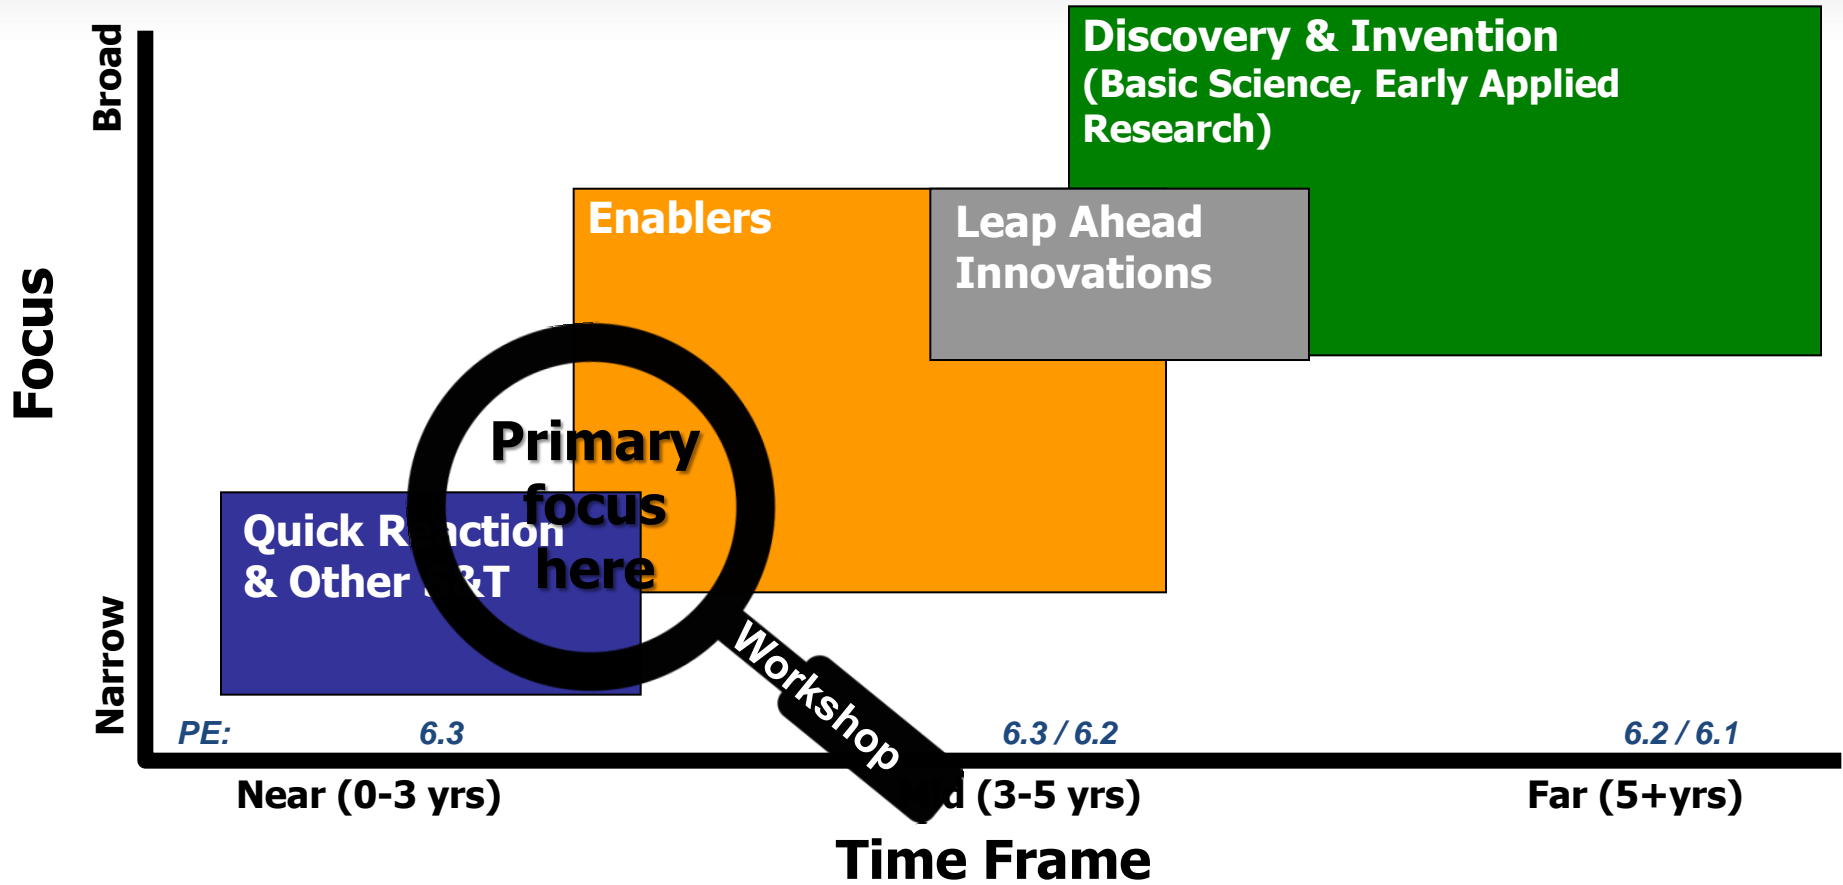 Broad
Focus
Narrow
Discovery & Invention
(Basic Science, Early Applied
Research)
Enablers
Leap Ahead
Innovations
Primary
focus
here
Quick Reaction
& Other S&T
Workshop
PE:
6.3
6.3 / 6.2
6.2 / 6.1
Near (0-3 yrs)
Mid (3-5 yrs)
Far (5+yrs)
Time Frame